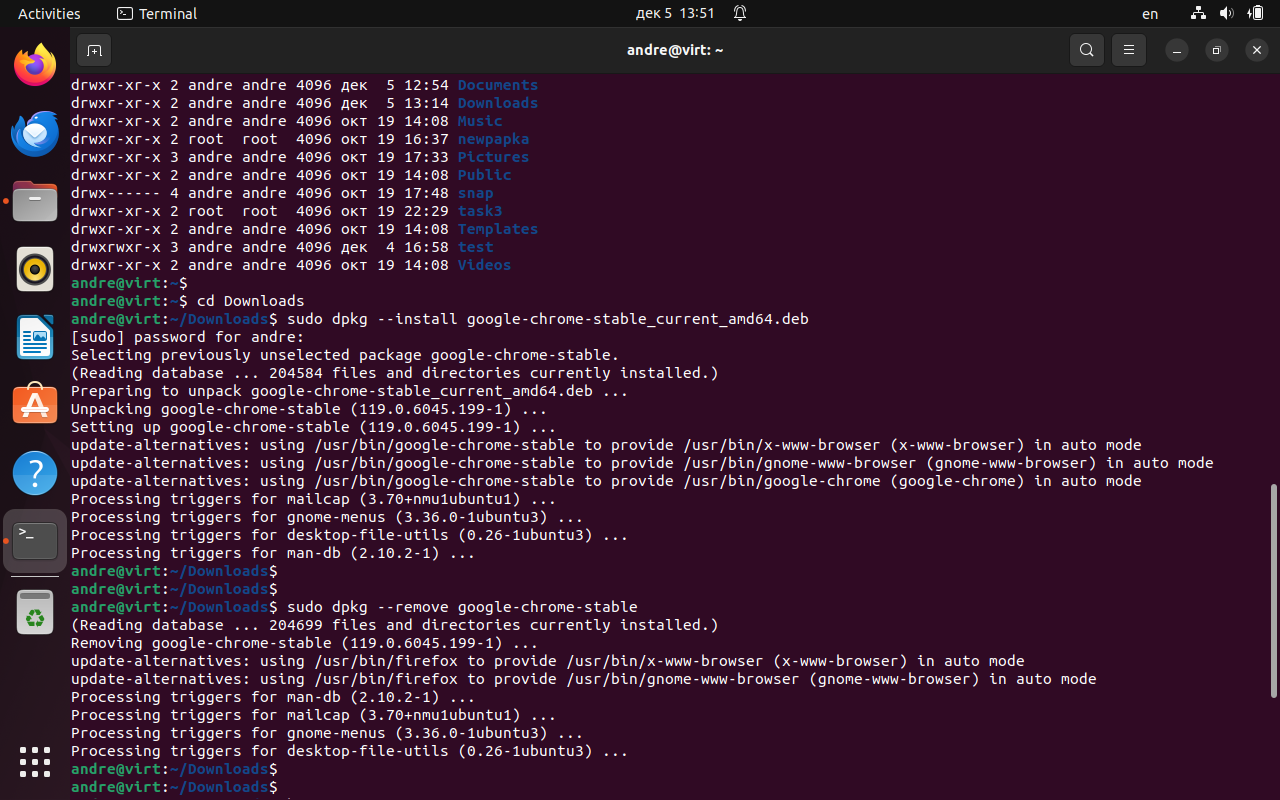 Activities Terminal дек 5 13:51 en
andre@virt: ~
drwxr-xr-x 2 andre andre 4096 дек  5 12:54 Documents
drwxr-xr-x 2 andre andre 4096 дек  5 13:14 Downloads
drwxr-xr-x 2 andre andre 4096 окт 19 14:08 Music
drwxr-xr-x 2 root  root  4096 окт 19 16:37 newpapka
drwxr-xr-x 3 andre andre 4096 окт 19 17:33 Pictures
drwxr-xr-x 2 andre andre 4096 окт 19 14:08 Public
drwx------ 4 andre andre 4096 окт 19 17:48 snap
drwxr-xr-x 2 root  root  4096 окт 19 22:29 task3
drwxr-xr-x 2 andre andre 4096 окт 19 14:08 Templates
drwxrwxr-x 3 andre andre 4096 дек  4 16:58 test
drwxr-xr-x 2 andre andre 4096 окт 19 14:08 Videos
andre@virt:~$
andre@virt:~$ cd Downloads
andre@virt:~/Downloads$ sudo dpkg --install google-chrome-stable_current_amd64.deb
[sudo] password for andre:
Selecting previously unselected package google-chrome-stable.
(Reading database ... 204584 files and directories currently installed.)
Preparing to unpack google-chrome-stable_current_amd64.deb ...
Unpacking google-chrome-stable (119.0.6045.199-1) ...
Setting up google-chrome-stable (119.0.6045.199-1) ...
update-alternatives: using /usr/bin/google-chrome-stable to provide /usr/bin/x-www-browser (x-www-browser) in auto mode
update-alternatives: using /usr/bin/google-chrome-stable to provide /usr/bin/gnome-www-browser (gnome-www-browser) in auto mode
update-alternatives: using /usr/bin/google-chrome-stable to provide /usr/bin/google-chrome (google-chrome) in auto mode
Processing triggers for mailcap (3.70+nmu1ubuntu1) ...
Processing triggers for gnome-menus (3.36.0-1ubuntu3) ...
Processing triggers for desktop-file-utils (0.26-1ubuntu3) ...
Processing triggers for man-db (2.10.2-1) ...
andre@virt:~/Downloads$
andre@virt:~/Downloads$
andre@virt:~/Downloads$ sudo dpkg --remove google-chrome-stable
(Reading database ... 204699 files and directories currently installed.)
Removing google-chrome-stable (119.0.6045.199-1) ...
update-alternatives: using /usr/bin/firefox to provide /usr/bin/x-www-browser (x-www-browser) in auto mode
update-alternatives: using /usr/bin/firefox to provide /usr/bin/gnome-www-browser (gnome-www-browser) in auto mode
Processing triggers for man-db (2.10.2-1) ...
Processing triggers for mailcap (3.70+nmu1ubuntu1) ...
Processing triggers for gnome-menus (3.36.0-1ubuntu3) ...
Processing triggers for desktop-file-utils (0.26-1ubuntu3) ...
andre@virt:~/Downloads$
andre@virt:~/Downloads$